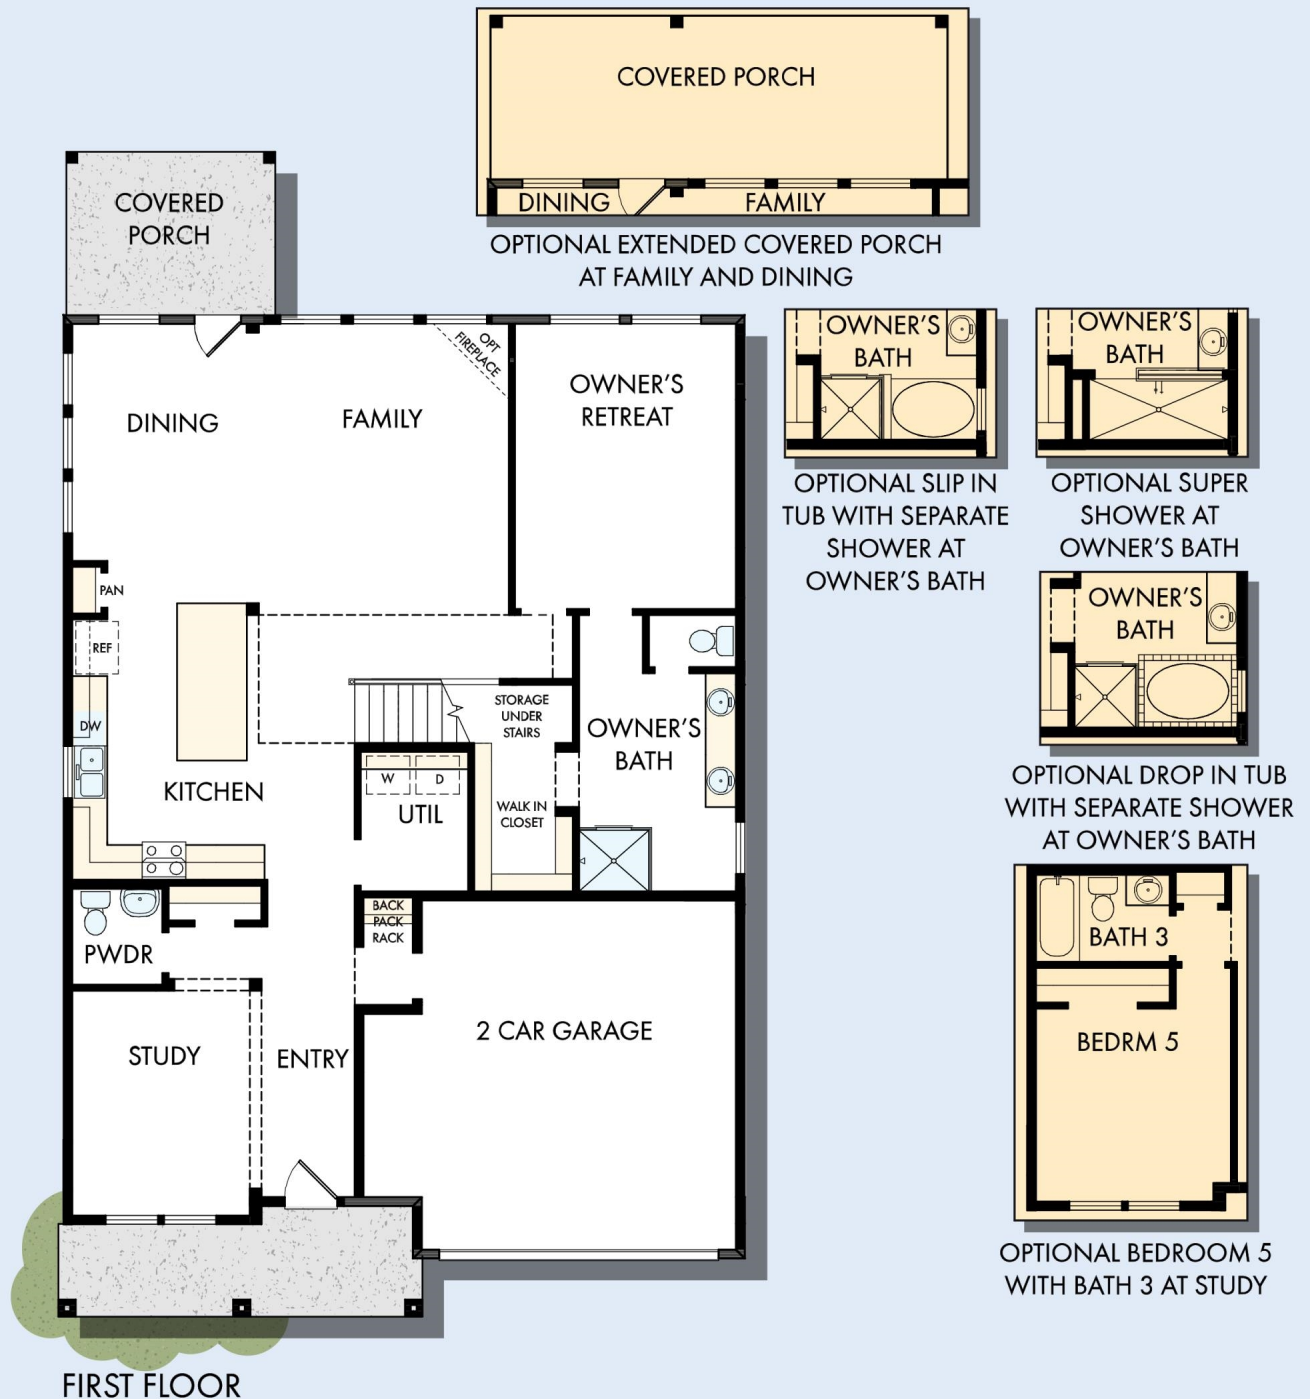 COVERED PORCH
DINING
FAMILY
OPTIONAL EXTENDED COVERED PORCH
AT FAMILY AND DINING
COVERED
PORCH
OPT
FIREPLACE
OWNER'S
RETREAT
DINING
FAMILY
PAN
REF
DW
KITCHEN
STORAGE
UNDER
STAIRS
OWNER'S
BATH
W
D
UTIL
WALK IN
CLOSET
BACK
PACK
RACK
PWDR
STUDY
ENTRY
2 CAR GARAGE
OWNER'S
BATH
OPTIONAL SLIP IN
TUB WITH SEPARATE
SHOWER AT
OWNER'S BATH
OWNER'S
BATH
OPTIONAL SUPER
SHOWER AT
OWNER'S BATH
OWNER'S
BATH
OPTIONAL DROP IN TUB
WITH SEPARATE SHOWER
AT OWNER'S BATH
BATH 3
BEDRM 5
OPTIONAL BEDROOM 5
WITH BATH 3 AT STUDY
FIRST FLOOR